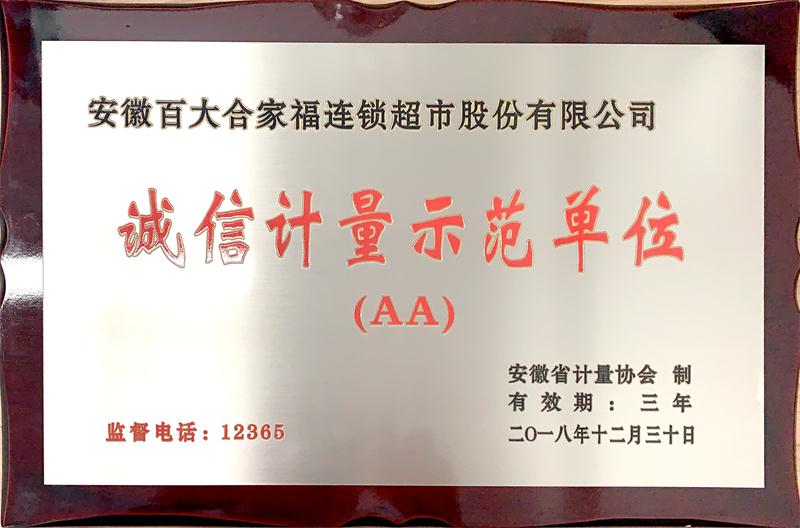 安徽百大合家福连锁超市股份有限公司
诚信计量示范单位
(AA)
安徽省计量协会 制
有效期：三年
监督电话：12365
二〇一八年十二月三十日